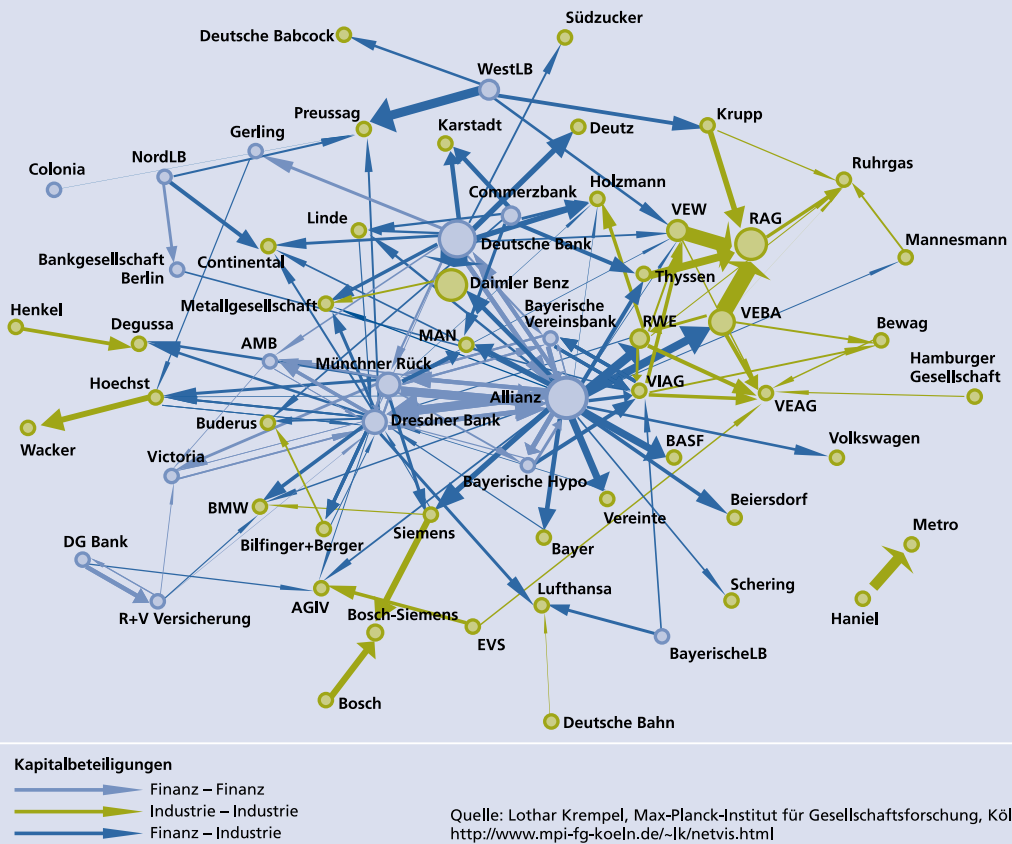 Südzucker
Deutsche Babcock
WestLB
Preussag
Karstadt
Deutz
Krupp
Gerling
Colonia
NordLB
Ruhrgas
Holzmann
Commerzbank
Linde
VEW
RAG
Deutsche Bank
Mannesmann
Bankgesellschaft
Berlin
Continental
Thyssen
Daimler Benz
Metallgesellschaft
Bayerische
Vereinsbank
Henkel
Degussa
MAN
RWE
VEBA
Bewag
AMB
Münchner Rück
Hamburger
Gesellschaft
Hoechst
Allianz
VIAG
VEAG
Wacker
Buderus
Dresdner Bank
BASF
Volkswagen
Victoria
Bayerische Hypo
BMW
Siemens
Vereinte
Beiersdorf
Bilfinger+Berger
Bayer
Metro
DG Bank
R+V Versicherung
AGIV
Lufthansa
Schering
Bosch-Siemens
EVS
Haniel
BayerischeLB
Bosch
Deutsche Bahn
Kapitalbeteiligungen
Finanz – Finanz
Industrie – Industrie
Finanz – Industrie
Quelle: Lothar Krempel, Max-Planck-Institut für Gesellschaftsforschung, Köl
http://www.mpi-fg-koeln.de/~lk/netvis.html